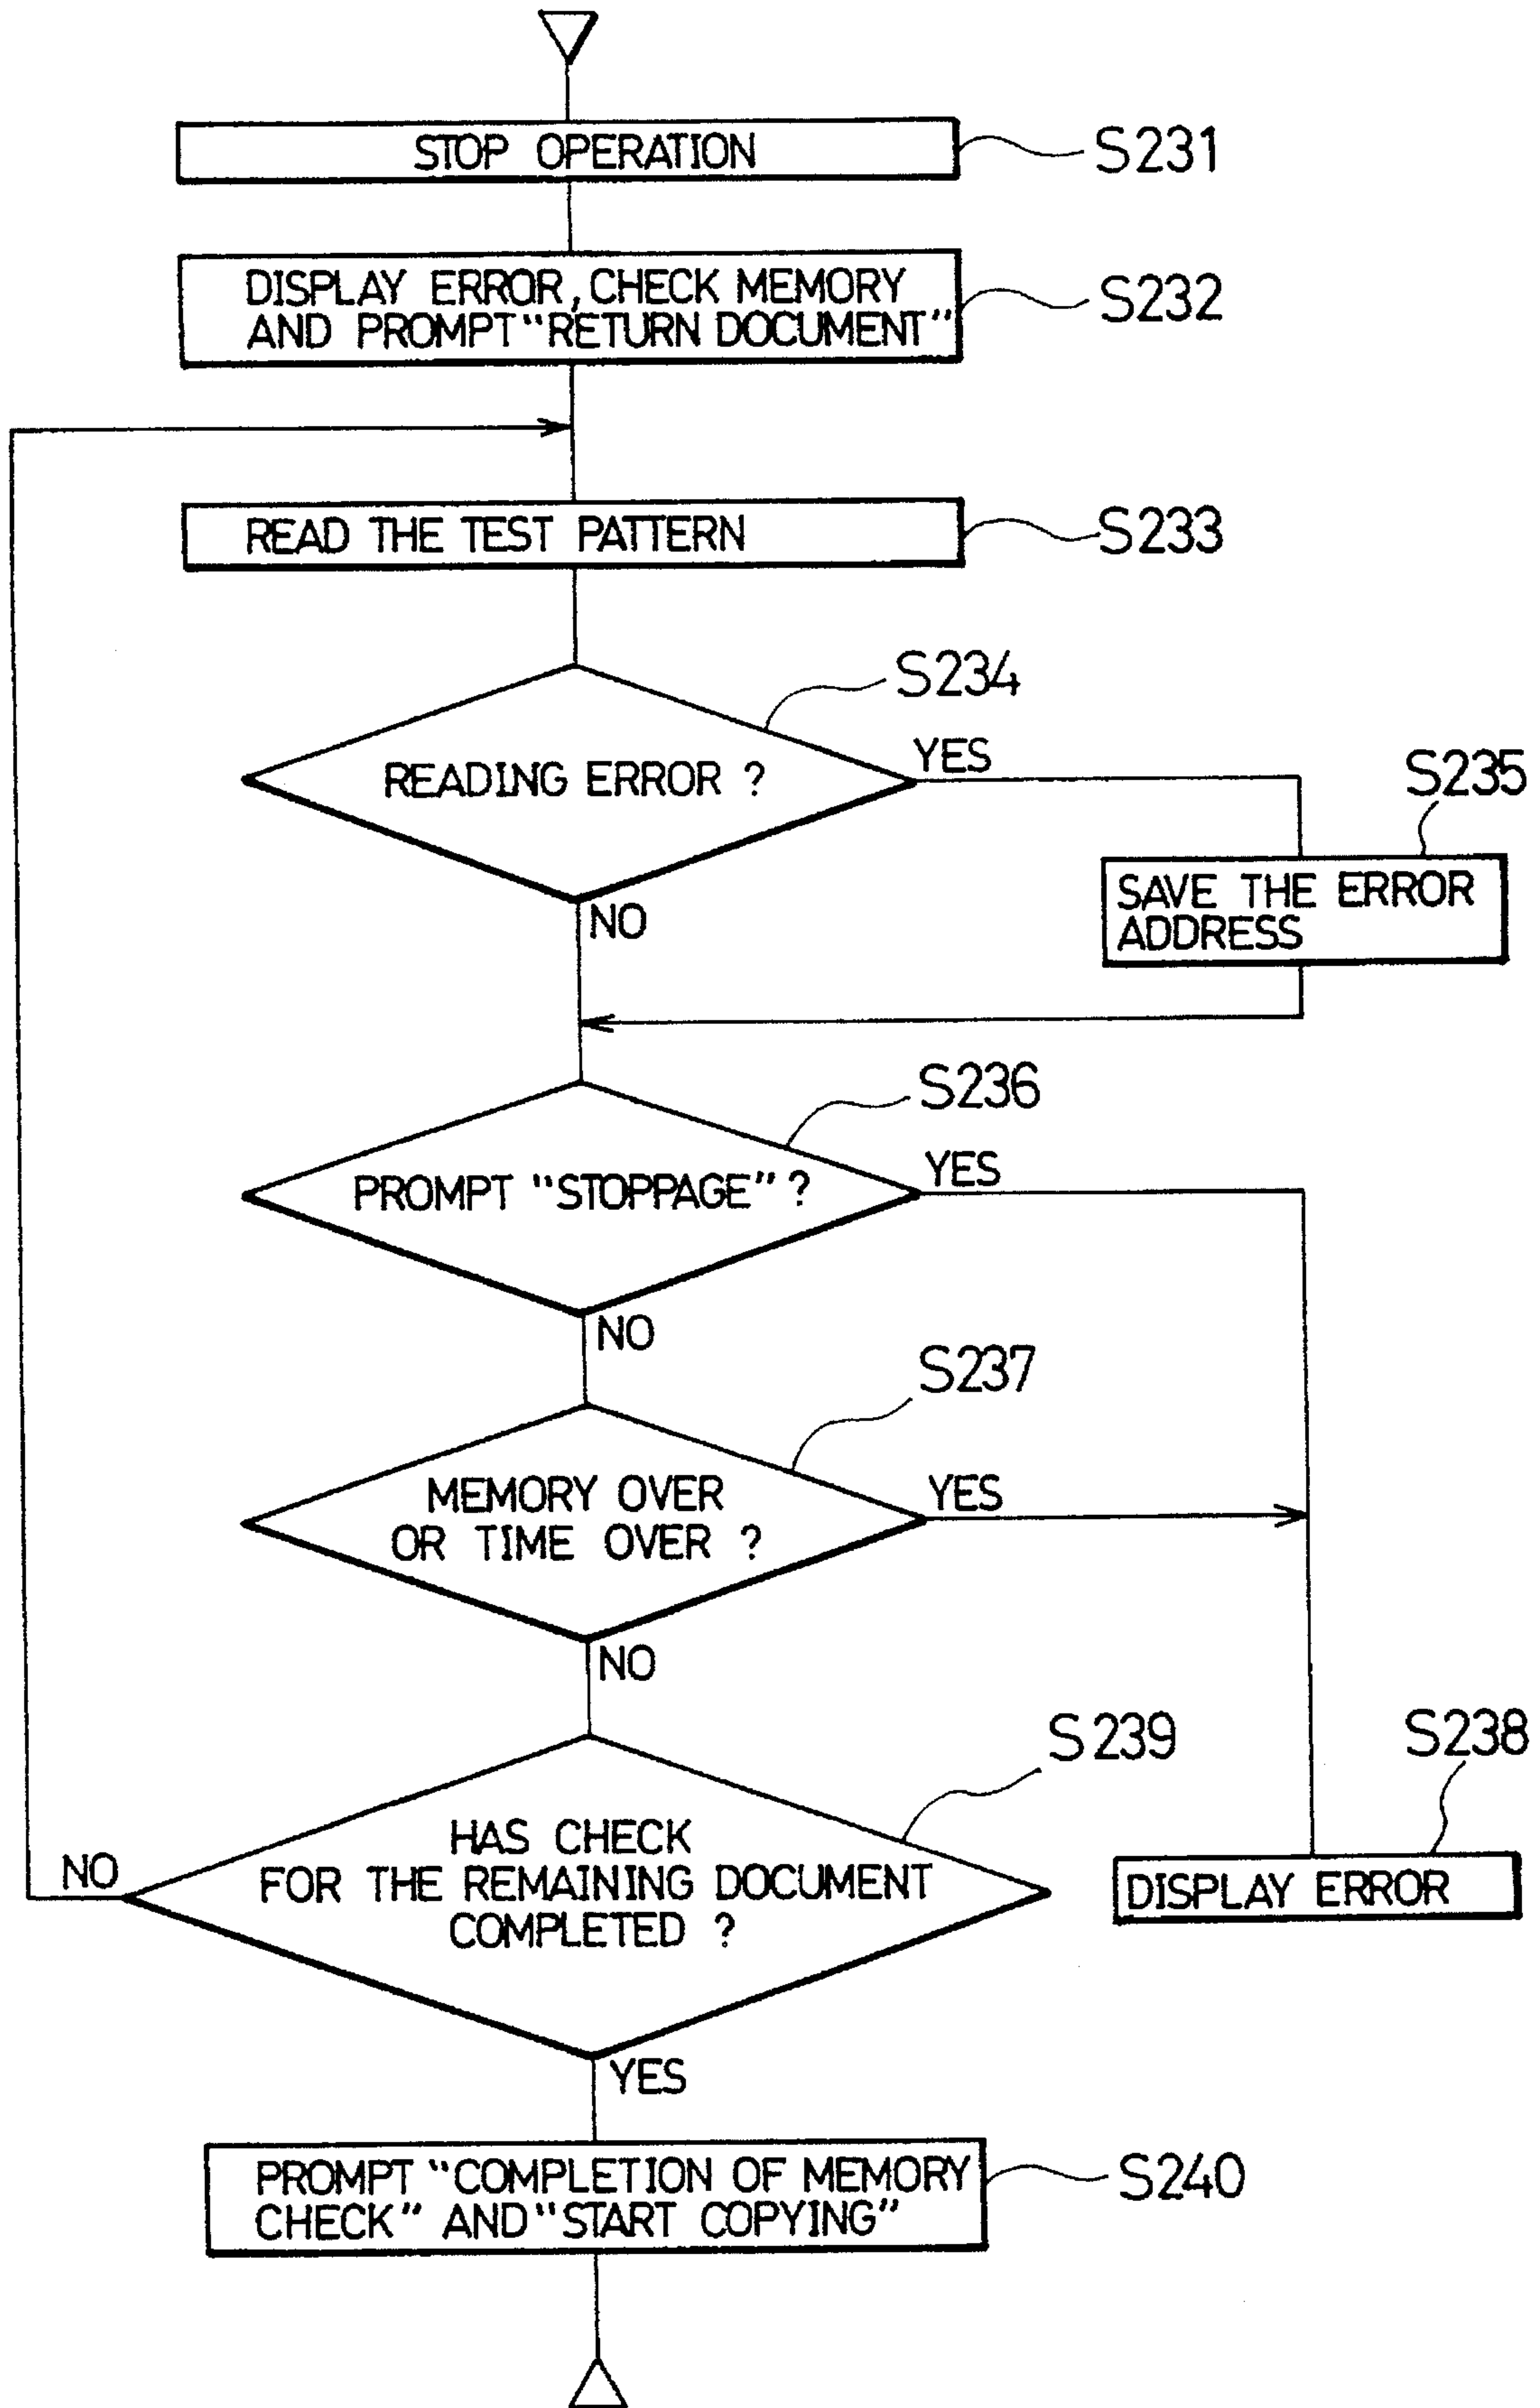 STOP OPERATION
S231
DISPLAY ERROR, CHECK MEMORY
AND PROMPT "RETURN DOCUMENT"
S232
READ THE TEST PATTERN
S233
S234
READING ERROR ?
YES
NO
S235
SAVE THE ERROR
ADDRESS
S236
PROMPT "STOPPAGE" ?
YES
NO
S237
MEMORY OVER
OR TIME OVER ?
YES
NO
S239
HAS CHECK
FOR THE REMAINING DOCUMENT
COMPLETED ?
NO
YES
S238
DISPLAY ERROR
PROMPT "COMPLETION OF MEMORY
CHECK" AND "START COPYING"
S240